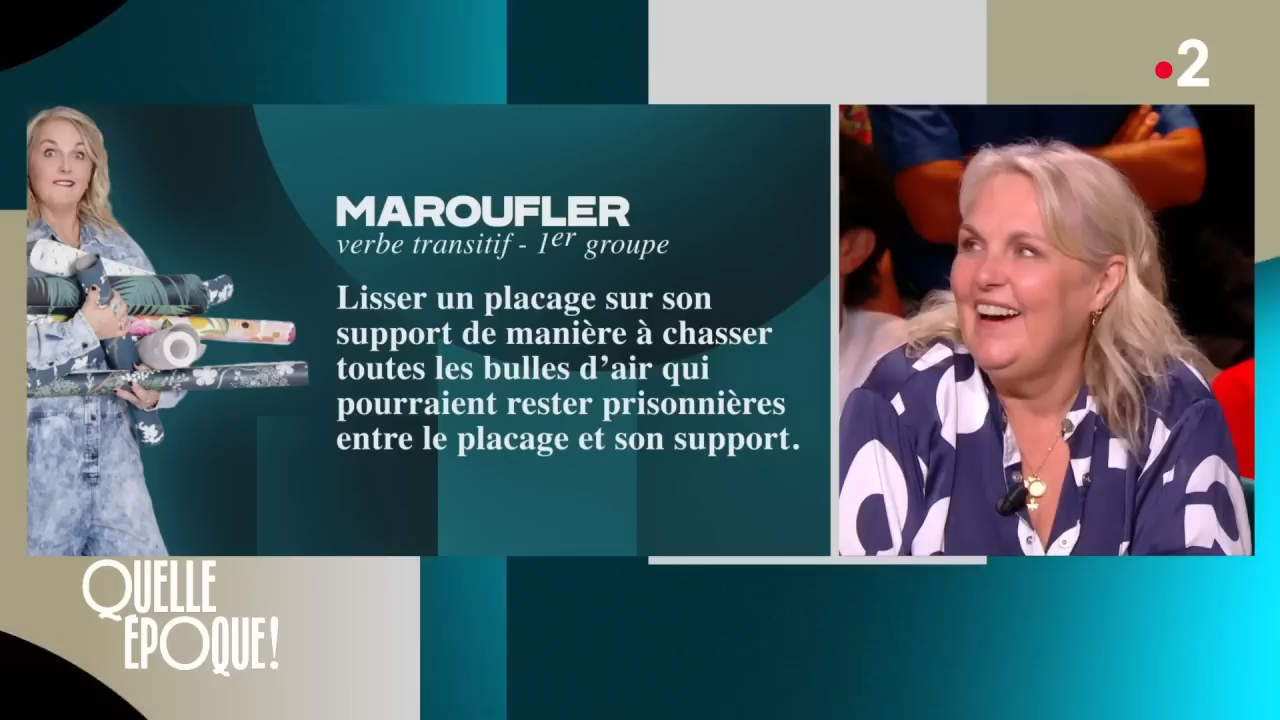 2
MAROUFLER
verbe transitif - 1er groupe
Lisser un placage sur son
support de manière à chasser
toutes les bulles d’air qui
pourraient rester prisonnières
entre le placage et son support.
QUELLE
ÉPOQUE!